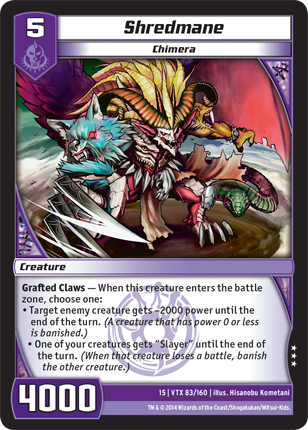 5
Shredmane
Chimera
Creature
Grafted Claws — When this creature enters the battle
zone, choose one:
• Target enemy creature gets –2000 power until the
end of the turn. (A creature that has power 0 or less
is banished.)
• One of your creatures gets "Slayer" until the end of
the turn. (When that creature loses a battle, banish
the other creature.)
4000
15 | VTX 83/160 | illus. Hisanobu Kometani
TM & © 2014 Wizards of the Coast/Shogakukan/Mitsui-Kids.